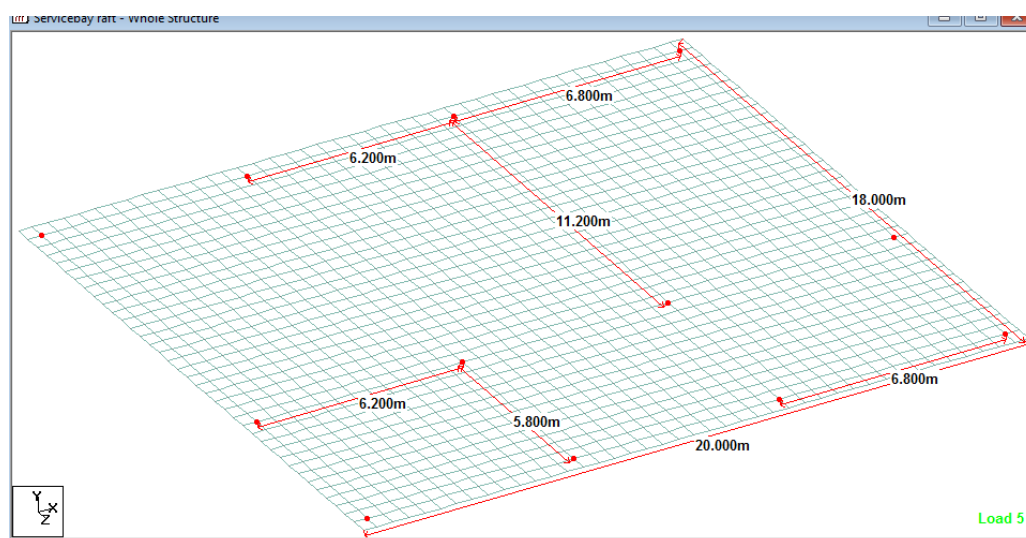 Servicebay raft - Whole Structure
6.800m
6.200m
18.000m
11.200m
6.800m
6.200m
5.800m
20.000m
Y
X
Z
Load 5